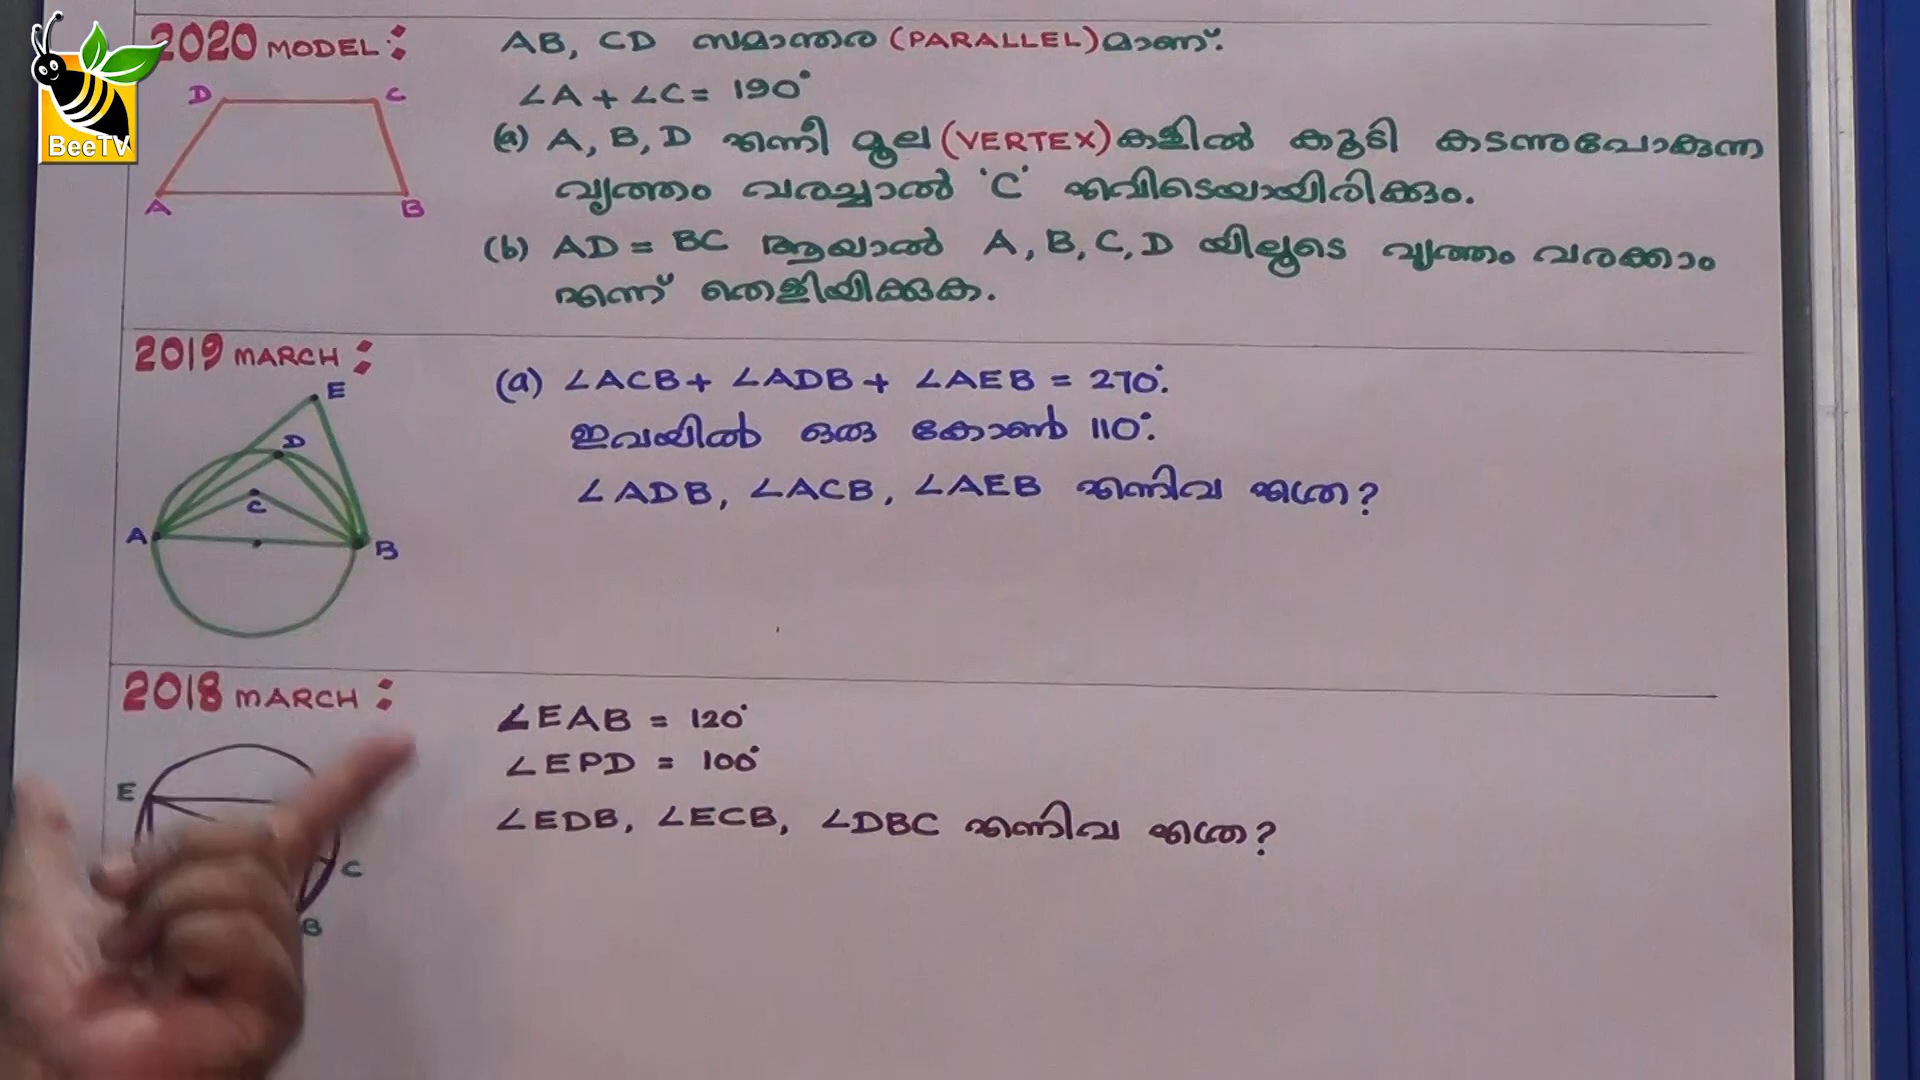 BeeTV
2020 MODEL:
D C
A B
AB, CD സമാന്തര (PARALLEL) മാണ്.
∠A + ∠C = 190°
(a) A, B, D എന്നീ മൂല (VERTEX) കളിൽ കൂടി കടന്നുപോകുന്ന
വൃത്തം വരച്ചാൽ 'C' എവിടെയായിരിക്കും.
(b) AD = BC ആയാൽ A, B, C, D യിലൂടെ വൃത്തം വരക്കാം
എന്ന് തെളിയിക്കുക.
2019 MARCH:
E
D
C
A B
(a) ∠ACB + ∠ADB + ∠AEB = 270°.
ഇവയിൽ ഒരു കോൺ 110°.
∠ADB, ∠ACB, ∠AEB എന്നിവ എത്ര?
2018 MARCH:
E
C
B
∠EAB = 120°
∠EPD = 100°
∠EDB, ∠ECB, ∠DBC എന്നിവ എത്ര?